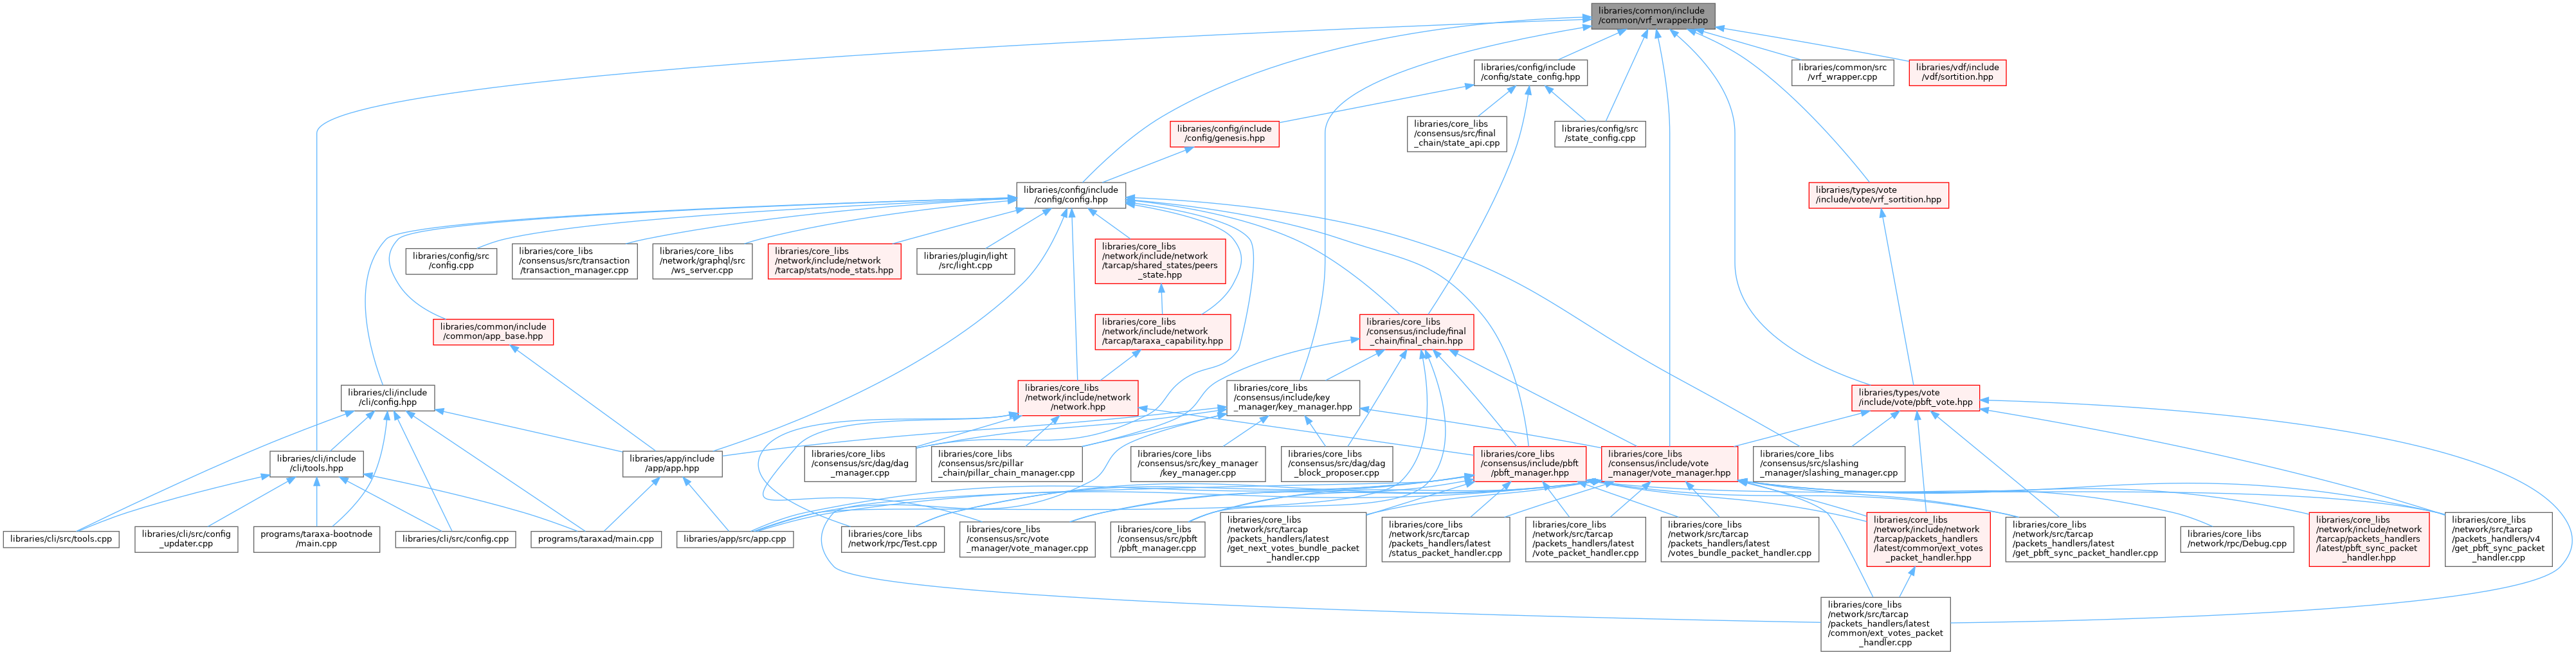 libraries/common/include
/common/vrf_wrapper.hpp
libraries/config/include
/config/state_config.hpp
libraries/common/src
/vrf_wrapper.cpp
libraries/vdf/include
/vdf/sortition.hpp
libraries/config/include
/config/genesis.hpp
libraries/core_libs
/consensus/src/final
_chain/state_api.cpp
libraries/config/src
/state_config.cpp
libraries/config/include
/config/config.hpp
libraries/types/vote
/include/vote/vrf_sortition.hpp
libraries/config/src
/config.cpp
libraries/core_libs
/consensus/src/transaction
/transaction_manager.cpp
libraries/core_libs
/network/graphql/src
/ws_server.cpp
libraries/core_libs
/network/include/network
/tarcap/stats/node_stats.hpp
libraries/plugin/light
/src/light.cpp
libraries/core_libs
/network/include/network
/tarcap/shared_states/peers
_state.hpp
libraries/common/include
/common/app_base.hpp
libraries/core_libs
/network/include/network
/tarcap/taraxa_capability.hpp
libraries/core_libs
/consensus/include/final
_chain/final_chain.hpp
libraries/cli/include
/cli/config.hpp
libraries/core_libs
/network/include/network
/network.hpp
libraries/core_libs
/consensus/include/key
_manager/key_manager.hpp
libraries/types/vote
/include/vote/pbft_vote.hpp
libraries/cli/include
/cli/tools.hpp
libraries/app/include
/app/app.hpp
libraries/core_libs
/consensus/src/dag/dag
_manager.cpp
libraries/core_libs
/consensus/src/pillar
_chain/pillar_chain_manager.cpp
libraries/core_libs
/consensus/src/key_manager
/key_manager.cpp
libraries/core_libs
/consensus/src/dag/dag
_block_proposer.cpp
libraries/core_libs
/consensus/include/pbft
/pbft_manager.hpp
libraries/core_libs
/consensus/include/vote
_manager/vote_manager.hpp
libraries/core_libs
/consensus/src/slashing
_manager/slashing_manager.cpp
libraries/cli/src/tools.cpp
libraries/cli/src/config
_updater.cpp
programs/taraxa-bootnode
/main.cpp
libraries/cli/src/config.cpp
programs/taraxad/main.cpp
libraries/app/src/app.cpp
libraries/core_libs
/network/rpc/Test.cpp
libraries/core_libs
/consensus/src/vote
_manager/vote_manager.cpp
libraries/core_libs
/consensus/src/pbft
/pbft_manager.cpp
libraries/core_libs
/network/src/tarcap
/packets_handlers/latest
/get_next_votes_bundle_packet
_handler.cpp
libraries/core_libs
/network/src/tarcap
/packets_handlers/latest
/status_packet_handler.cpp
libraries/core_libs
/network/src/tarcap
/packets_handlers/latest
/vote_packet_handler.cpp
libraries/core_libs
/network/src/tarcap
/packets_handlers/latest
/votes_bundle_packet_handler.cpp
libraries/core_libs
/network/include/network
/tarcap/packets_handlers
/latest/common/ext_votes
_packet_handler.hpp
libraries/core_libs
/network/src/tarcap
/packets_handlers/latest
/get_pbft_sync_packet_handler.cpp
libraries/core_libs
/network/rpc/Debug.cpp
libraries/core_libs
/network/include/network
/tarcap/packets_handlers
/latest/pbft_sync_packet
_handler.hpp
libraries/core_libs
/network/src/tarcap
/packets_handlers/v4
/get_pbft_sync_packet
_handler.cpp
libraries/core_libs
/network/src/tarcap
/packets_handlers/latest
/common/ext_votes_packet
_handler.cpp